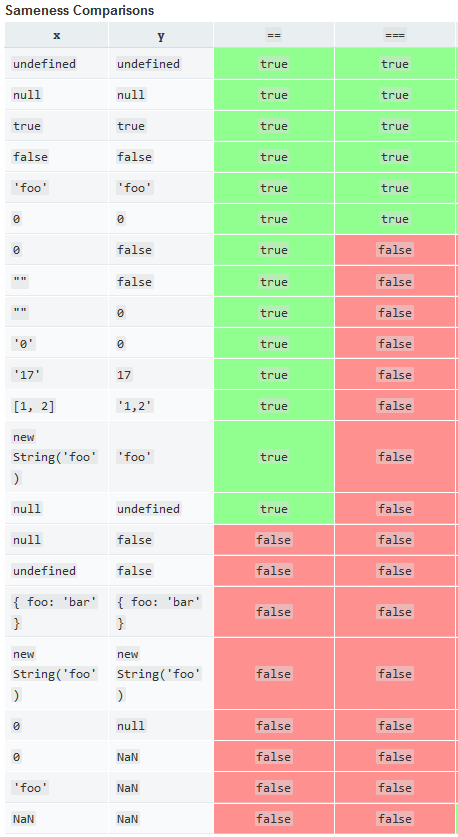 Sameness Comparisons
x y == ===
undefined undefined true true
null null true true
true true true true
false false true true
'foo' 'foo' true true
0 0 true true
0 false true false
"" false true false
"" 0 true false
'0' 0 true false
'17' 17 true false
[1, 2] '1,2' true false
new
String('foo' 'foo' true false
)
null undefined true false
null false false false
undefined false false false
{ foo: 'bar' { foo: 'bar' false false
} }
new new
String('foo' String('foo' false false
) )
0 null false false
0 NaN false false
'foo' NaN false false
NaN NaN false false